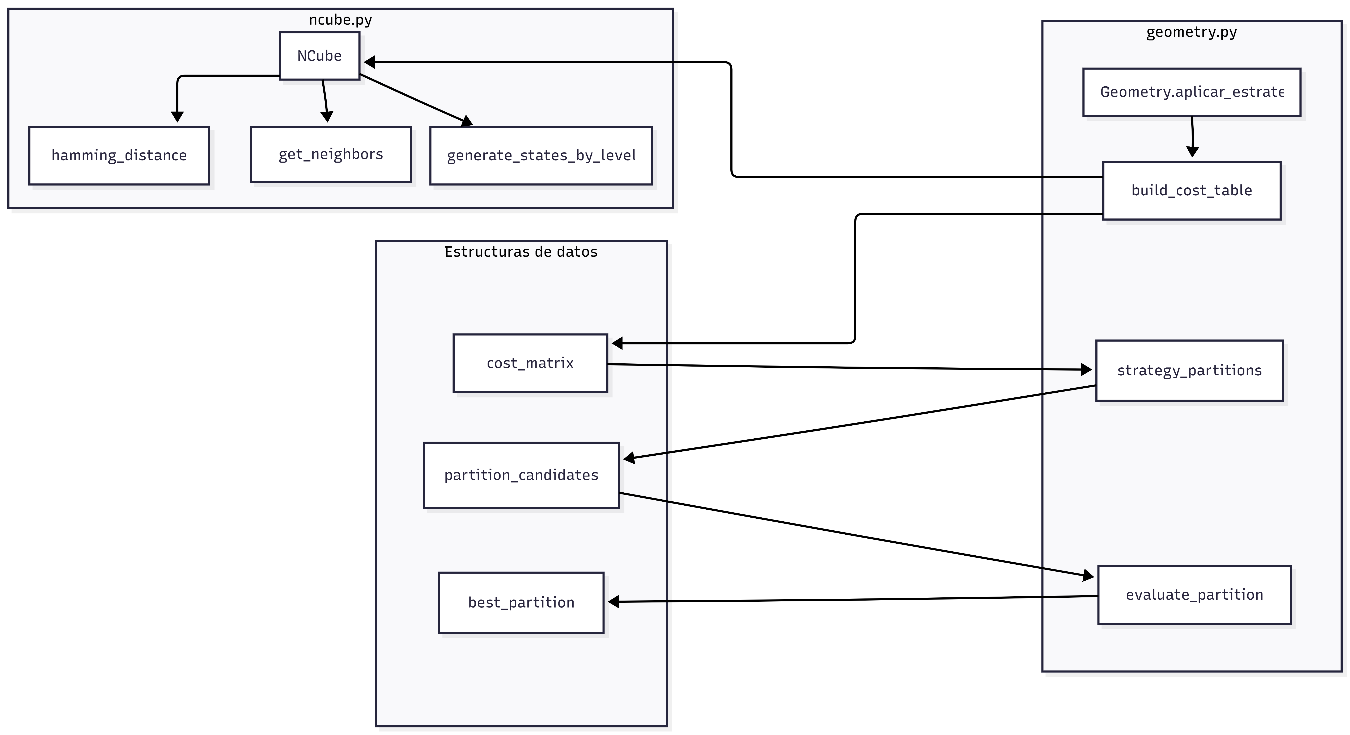 ncube.py
NCube
hamming_distance
get_neighbors
generate_states_by_level
geometry.py
Geometry.aplicar_estrate
build_cost_table
Estructuras de datos
cost_matrix
strategy_partitions
partition_candidates
best_partition
evaluate_partition